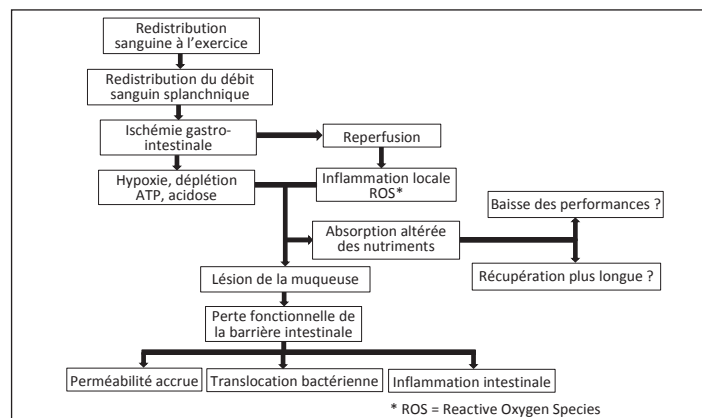 Redistribution
sanguine à l'exercice
Redistribution du débit
sanguin splanchnique
Ischémie gastro-
intestinale
Reperfusion
Hypoxie, déplétion
ATP, acidose
Inflammation locale
ROS*
Baisse des performances ?
Absorption altérée
des nutriments
Récupération plus longue ?
Lésion de la muqueuse
Perte fonctionnelle de
la barrière intestinale
Perméabilité accrue
Translocation bactérienne
Inflammation intestinale
* ROS = Reactive Oxygen Species